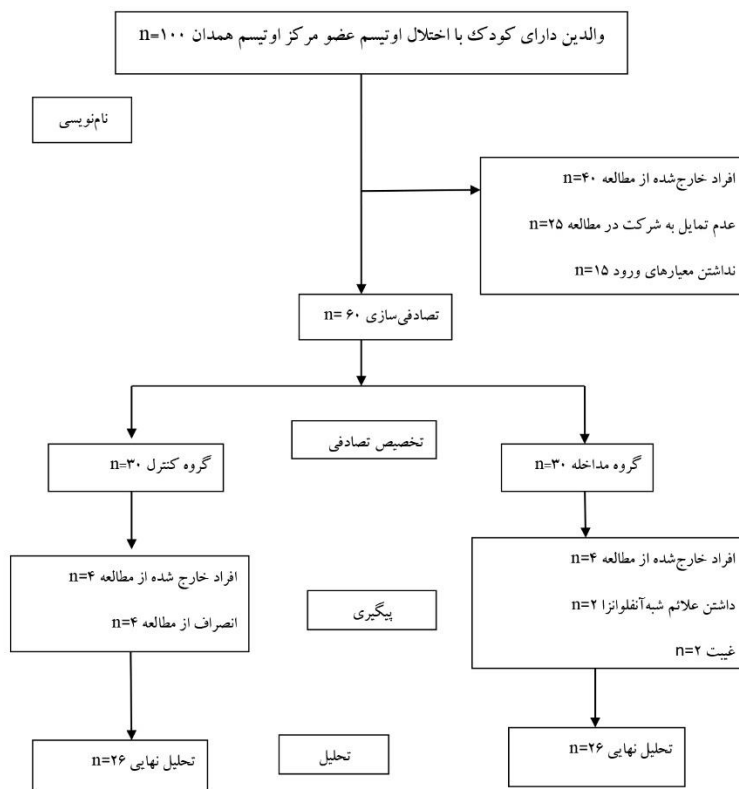 والدین دارای کودک با اختلال اوتیسم عضو مرکز اوتیسم همدان n=۱۰۰
نام‌نویسی
افراد خارج‌شده از مطالعه n=۴۰
عدم تمایل به شرکت در مطالعه n=۲۵
نداشتن معیارهای ورود n=۱۵
تصادفی‌سازی n= ۶۰
تخصیص تصادفی
گروه مداخله n=۳۰
گروه کنترل n=۳۰
افراد خارج‌شده از مطالعه n=۴
داشتن علائم شبه‌آنفلوانزا n=۲
غیبت n=۲
پیگیری
افراد خارج شده از مطالعه n=۴
انصراف از مطالعه n=۴
تحلیل نهایی n=۲۶
تحلیل
تحلیل نهایی n=۲۶